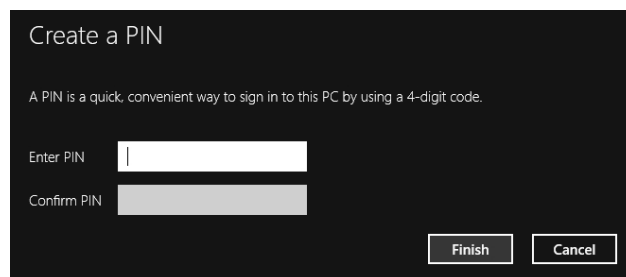 Create a PIN
A PIN is a quick, convenient way to sign in to this PC by using a 4-digit code.
Enter PIN
Confirm PIN
Finish Cancel